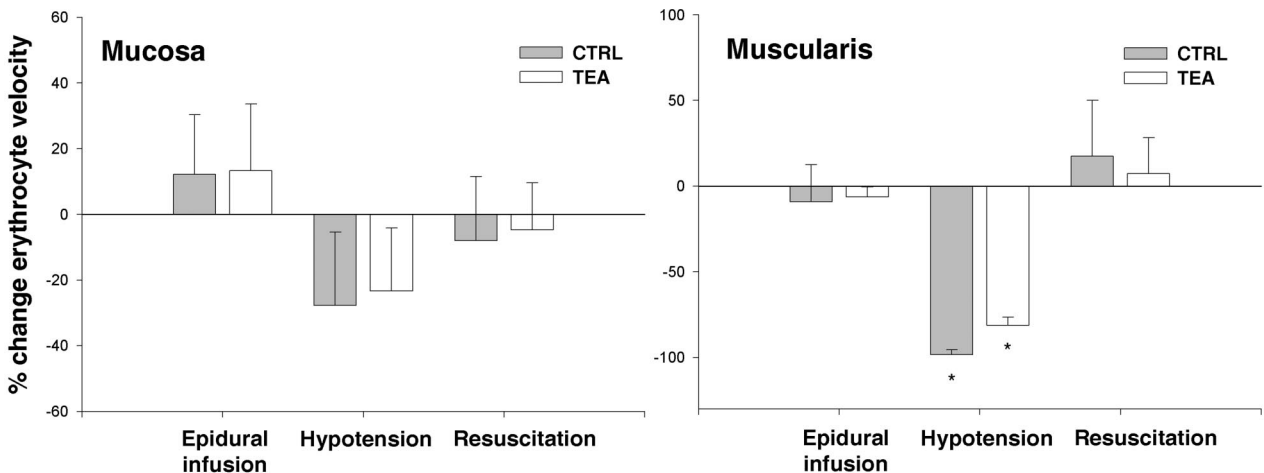 % change erythrocyte velocity
60
40
20
0
-20
-40
-60
Mucosa
CTRL
TEA
Epidural infusion
Hypotension
Resuscitation
100
50
0
-50
-100
Muscularis
CTRL
TEA
*
*
Epidural infusion
Hypotension
Resuscitation